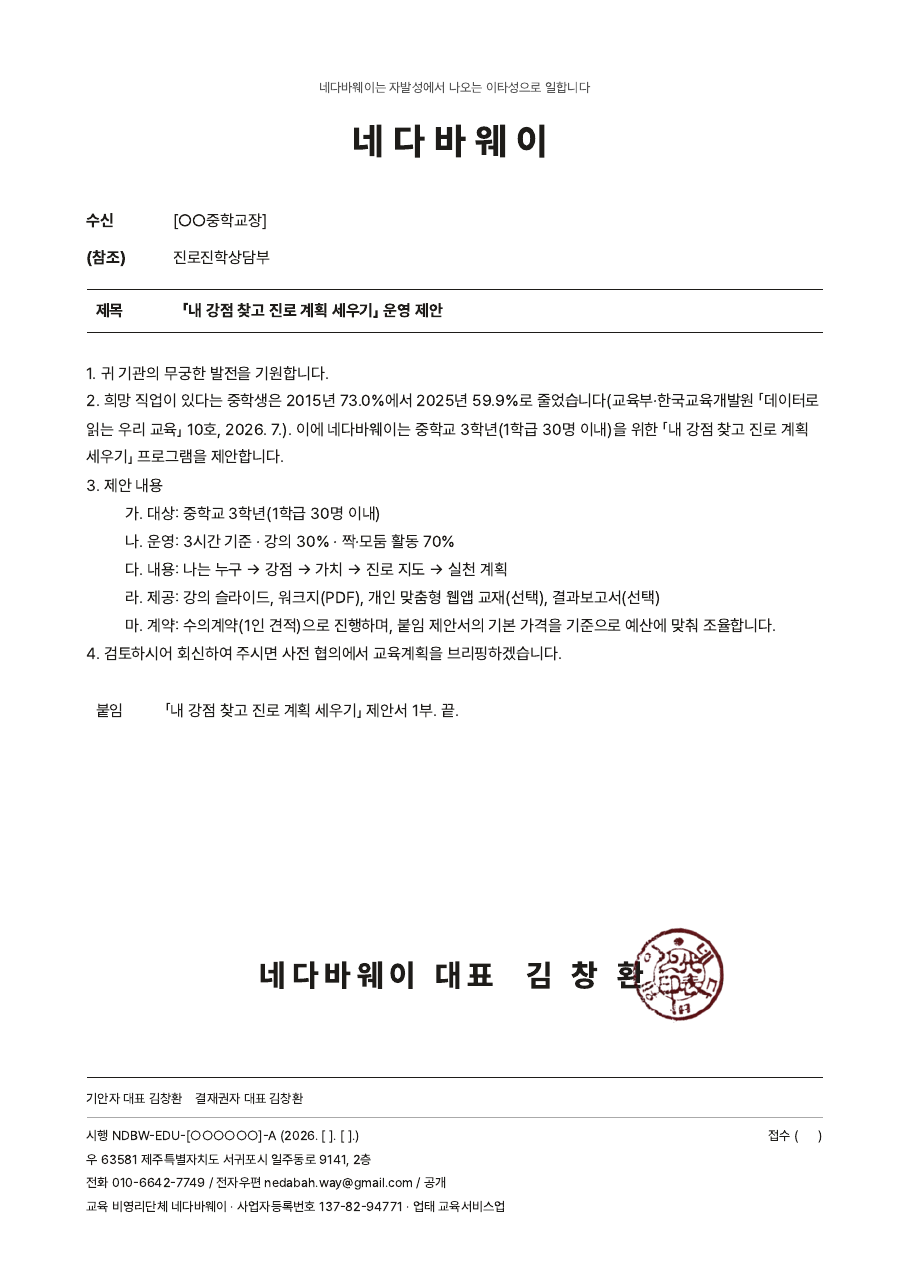 네다바웨이는 자발성에서 나오는 이타성으로 일합니다
네다바웨이
수신 [○○중학교장]
(참조) 진로진학상담부
제목 「내 강점 찾고 진로 계획 세우기」 운영 제안
1. 귀 기관의 무궁한 발전을 기원합니다.
2. 희망 직업이 있다는 중학생은 2015년 73.0%에서 2025년 59.9%로 줄었습니다(교육부·한국교육개발원 「데이터로
읽는 우리 교육」 10호, 2026. 7.). 이에 네다바웨이는 중학교 3학년(1학급 30명 이내)을 위한 「내 강점 찾고 진로 계획
세우기」 프로그램을 제안합니다.
3. 제안 내용
가. 대상: 중학교 3학년(1학급 30명 이내)
나. 운영: 3시간 기준 · 강의 30% · 짝·모둠 활동 70%
다. 내용: 나는 누구 → 강점 → 가치 → 진로 지도 → 실천 계획
라. 제공: 강의 슬라이드, 워크지(PDF), 개인 맞춤형 웹앱 교재(선택), 결과보고서(선택)
마. 계약: 수의계약(1인 견적)으로 진행하며, 붙임 제안서의 기본 가격을 기준으로 예산에 맞춰 조율합니다.
4. 검토하시어 회신하여 주시면 사전 협의에서 교육계획을 브리핑하겠습니다.
붙임 「내 강점 찾고 진로 계획 세우기」 제안서 1부. 끝.
네다바웨이 대표 김 창 환
기안자 대표 김창환 결재권자 대표 김창환
시행 NDBW-EDU-[○○○○○○]-A (2026. [ ]. [ ].) 접수 ( )
우 63581 제주특별자치도 서귀포시 일주동로 9141, 2층
전화 010-6642-7749 / 전자우편 nedabah.way@gmail.com / 공개
교육 비영리단체 네다바웨이 · 사업자등록번호 137-82-94771 · 업태 교육서비스업